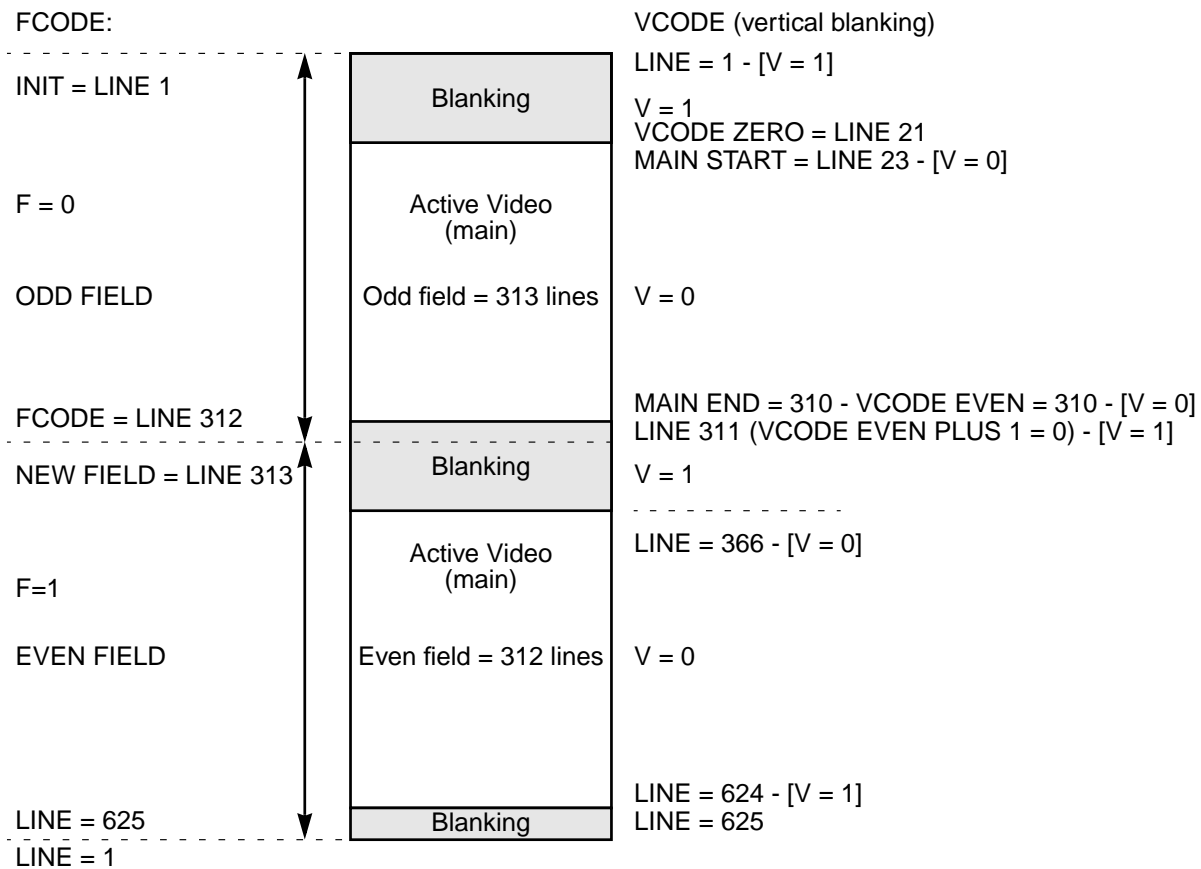 FCODE:
VCODE (vertical blanking)
LINE = 1 - [V = 1]
INIT = LINE 1
Blanking
V = 1
VCODE ZERO = LINE 21
MAIN START = LINE 23 - [V = 0]
F = 0
Active Video
(main)
ODD FIELD
Odd field = 313 lines
V = 0
FCODE = LINE 312
MAIN END = 310 - VCODE EVEN = 310 - [V = 0]
LINE 311 (VCODE EVEN PLUS 1 = 0) - [V = 1]
NEW FIELD = LINE 313
Blanking
V = 1
LINE = 366 - [V = 0]
Active Video
(main)
F=1
EVEN FIELD
Even field = 312 lines
V = 0
LINE = 624 - [V = 1]
LINE = 625
Blanking
LINE = 625
LINE = 1